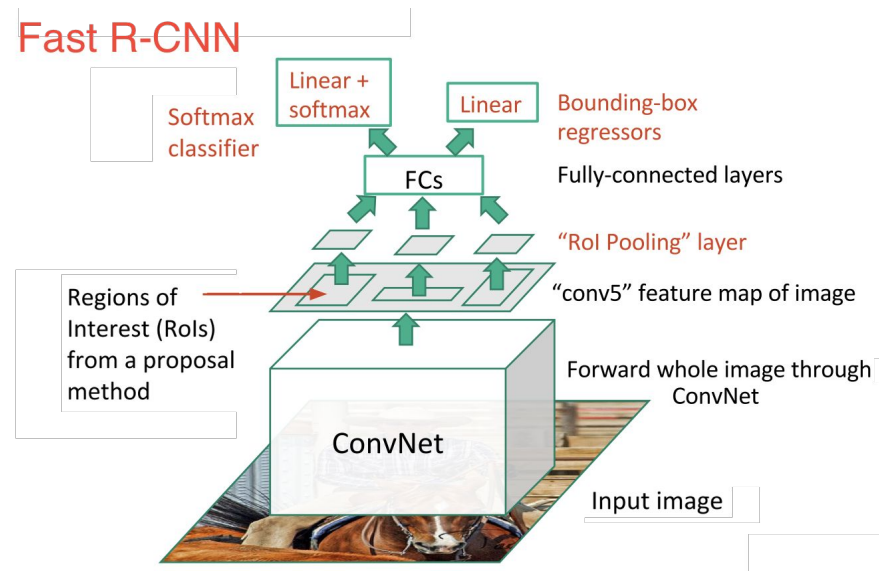 Fast R-CNN
Linear +
softmax
Linear
Softmax
classifier
Bounding-box
regressors
FCs
Fully-connected layers
“RoI Pooling” layer
Regions of
Interest (RoIs)
from a proposal
method
“conv5” feature map of image
Forward whole image through
ConvNet
ConvNet
Input image